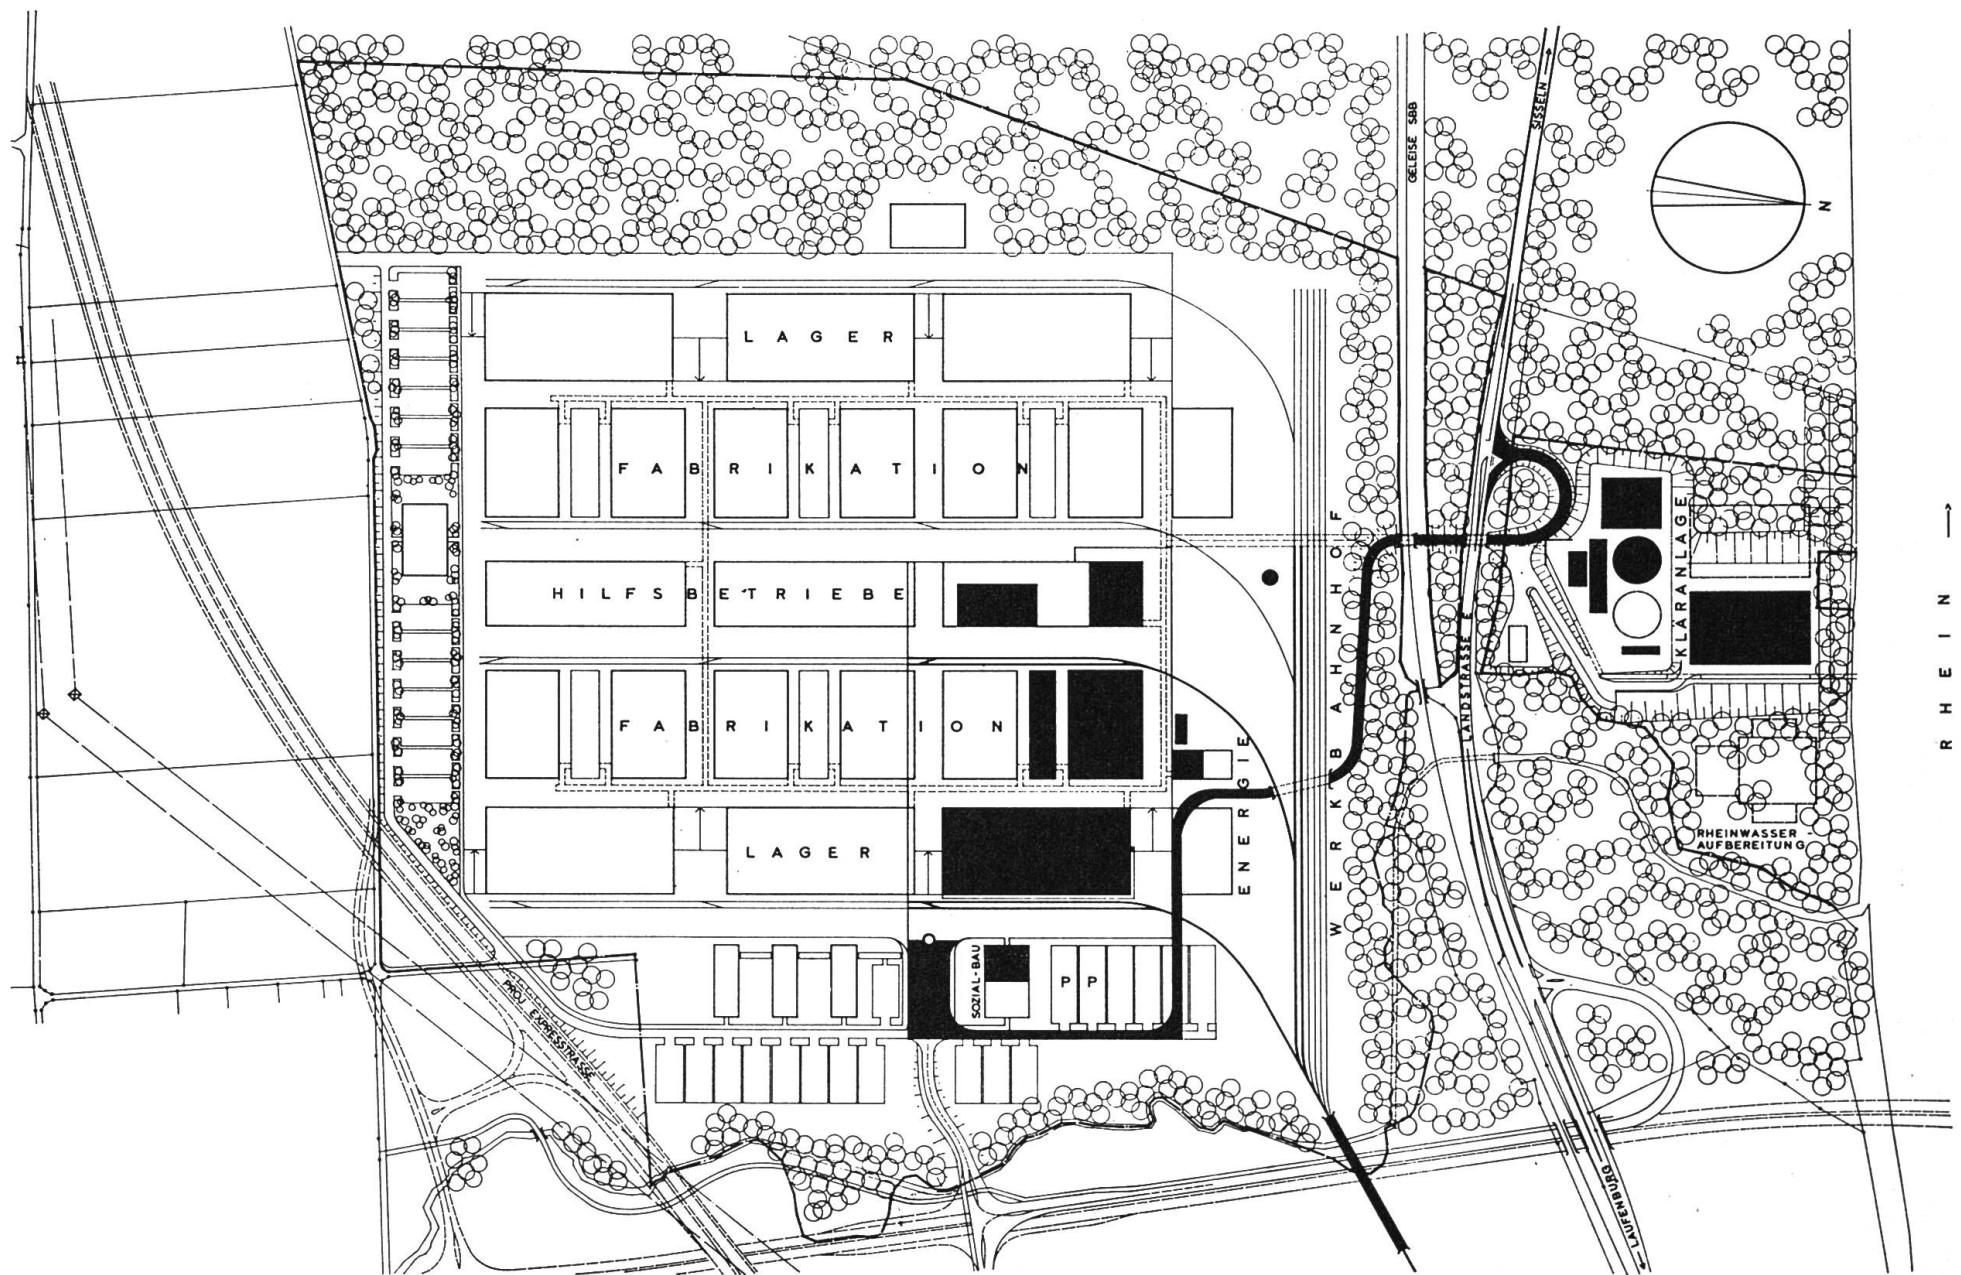 GELEISE SBB
SISSELN
N
LAGER
FABRIKATION
HILFSBETRIEBE
FABRIKATION
LAGER
ENERGIE
WERKBAHNHOF
LANDSTRASSE E
KLÄRANLAGE
RHEIN
RHEINWASSER -
AUFBEREITUNG
SOZIAL-BAU
P P
PROJ. EXPRESSTRASSE
LAUFENBURG